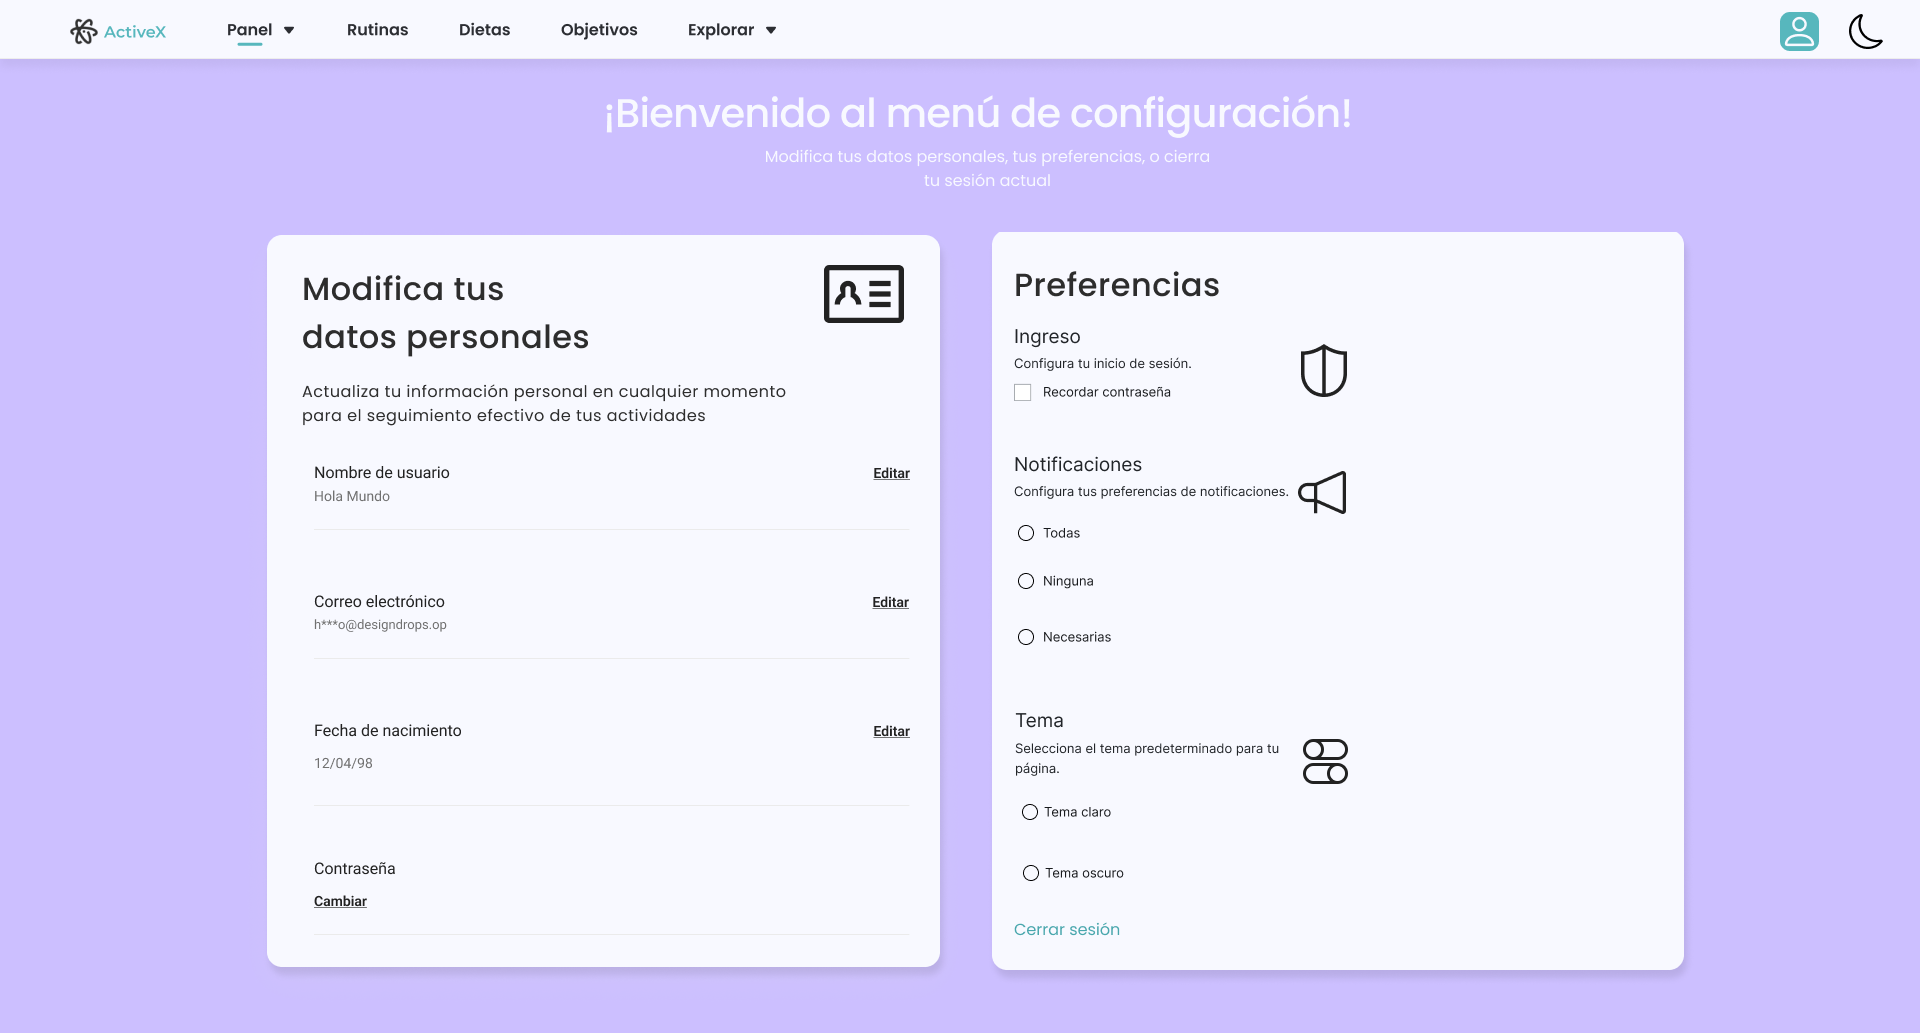 ActiveX
Panel
Rutinas
Dietas
Objetivos
Explorar
¡Bienvenido al menú de configuración!
Modifica tus datos personales, tus preferencias, o cierra
tu sesión actual
Modifica tus
datos personales
Actualiza tu información personal en cualquier momento
para el seguimiento efectivo de tus actividades
Nombre de usuario
Editar
Hola Mundo
Correo electrónico
Editar
h***o@designdrops.op
Fecha de nacimiento
Editar
12/04/98
Contraseña
Cambiar
Preferencias
Ingreso
Configura tu inicio de sesión.
Recordar contraseña
Notificaciones
Configura tus preferencias de notificaciones.
Todas
Ninguna
Necesarias
Tema
Selecciona el tema predeterminado para tu
página.
Tema claro
Tema oscuro
Cerrar sesión